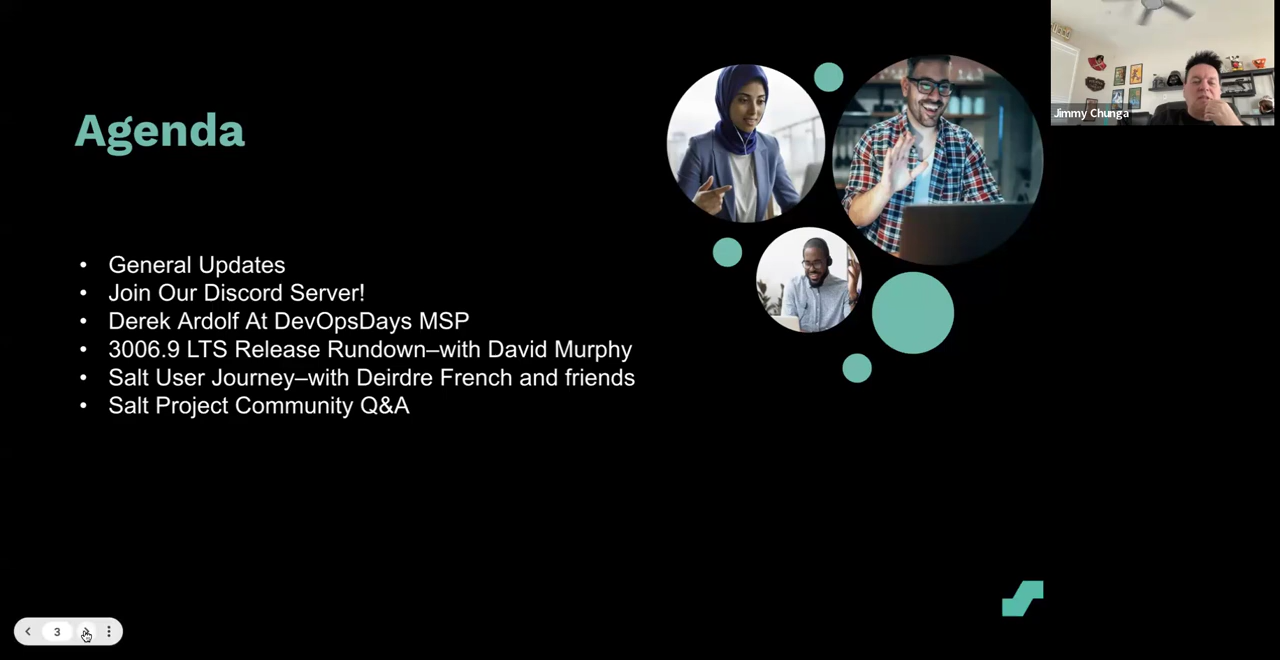 Agenda
• General Updates
• Join Our Discord Server!
• Derek Ardolf At DevOpsDays MSP
• 3006.9 LTS Release Rundown–with David Murphy
• Salt User Journey–with Deirdre French and friends
• Salt Project Community Q&A
Jimmy Chunga
3